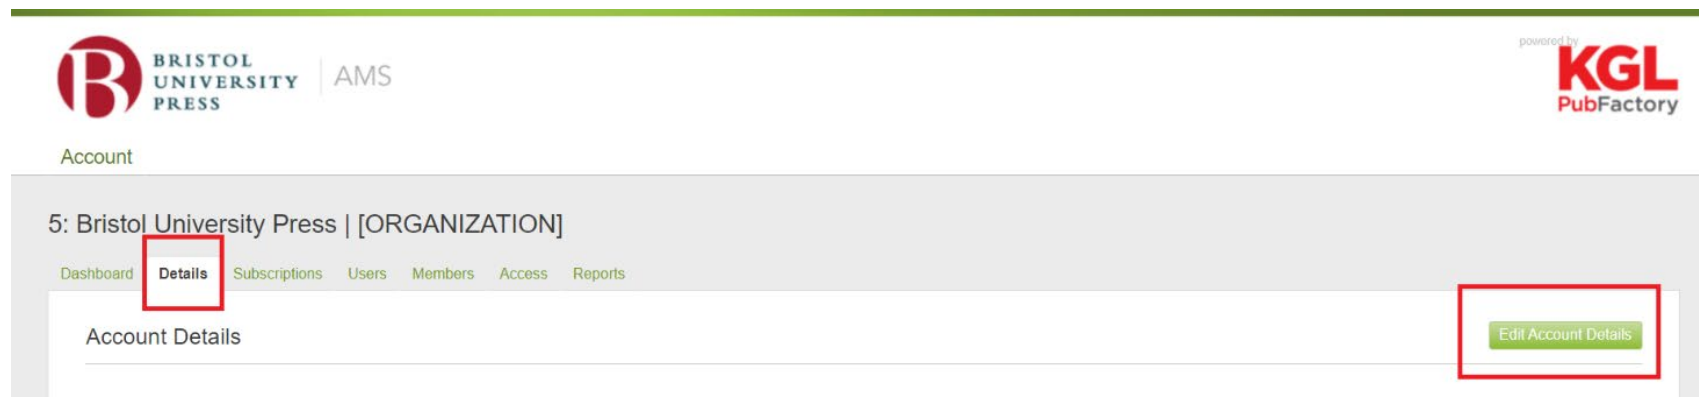 BRISTOL
UNIVERSITY
PRESS
AMS
powered by
KGL
PubFactory
Account
5: Bristol University Press | [ORGANIZATION]
Dashboard Details Subscriptions Users Members Access Reports
Account Details
Edit Account Details